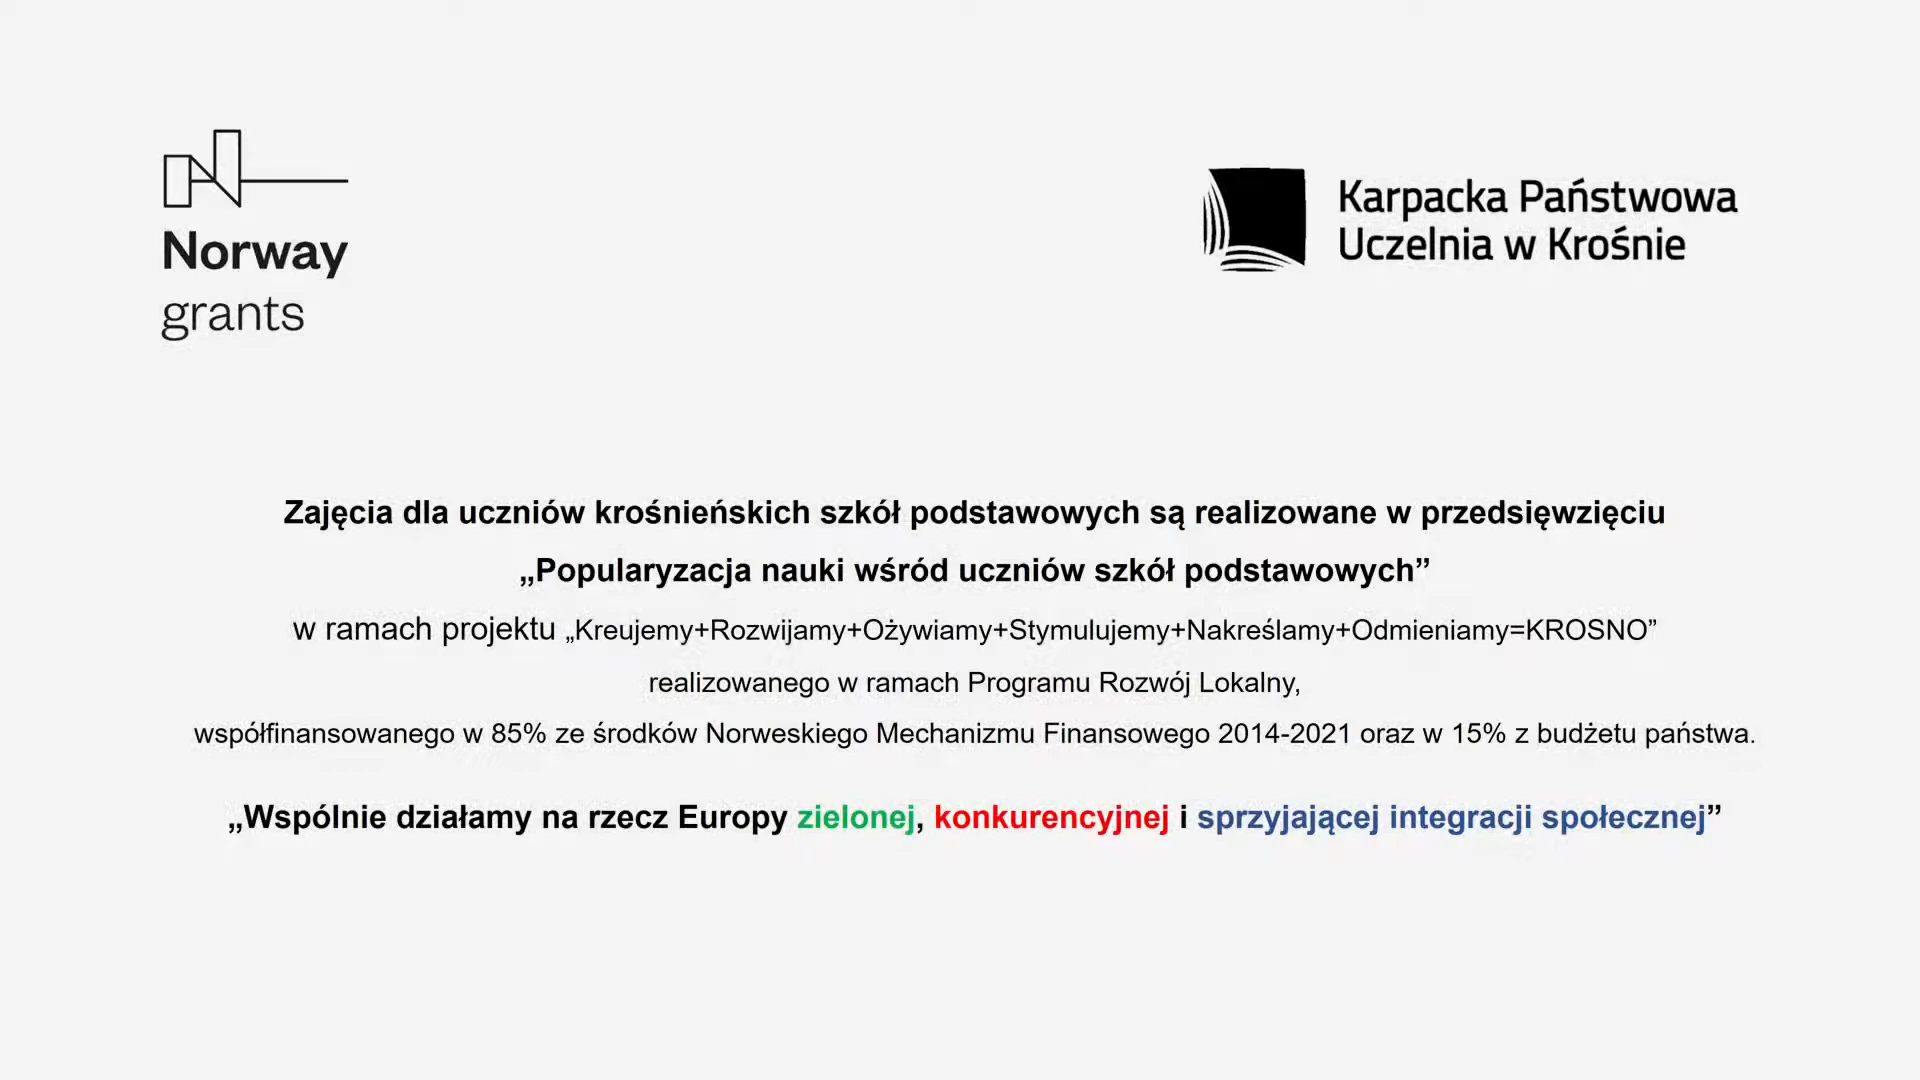 Norway
grants
Karpacka Państwowa
Uczelnia w Krośnie
Zajęcia dla uczniów krośnieńskich szkół podstawowych są realizowane w przedsięwzięciu
„Popularyzacja nauki wśród uczniów szkół podstawowych”
w ramach projektu „Kreujemy+Rozwijamy+Ożywiamy+Stymulujemy+Nakreślamy+Odmieniamy=KROSNO”
realizowanego w ramach Programu Rozwój Lokalny,
współfinansowanego w 85% ze środków Norweskiego Mechanizmu Finansowego 2014-2021 oraz w 15% z budżetu państwa.
„Wspólnie działamy na rzecz Europy zielonej, konkurencyjnej i sprzyjającej integracji społecznej”